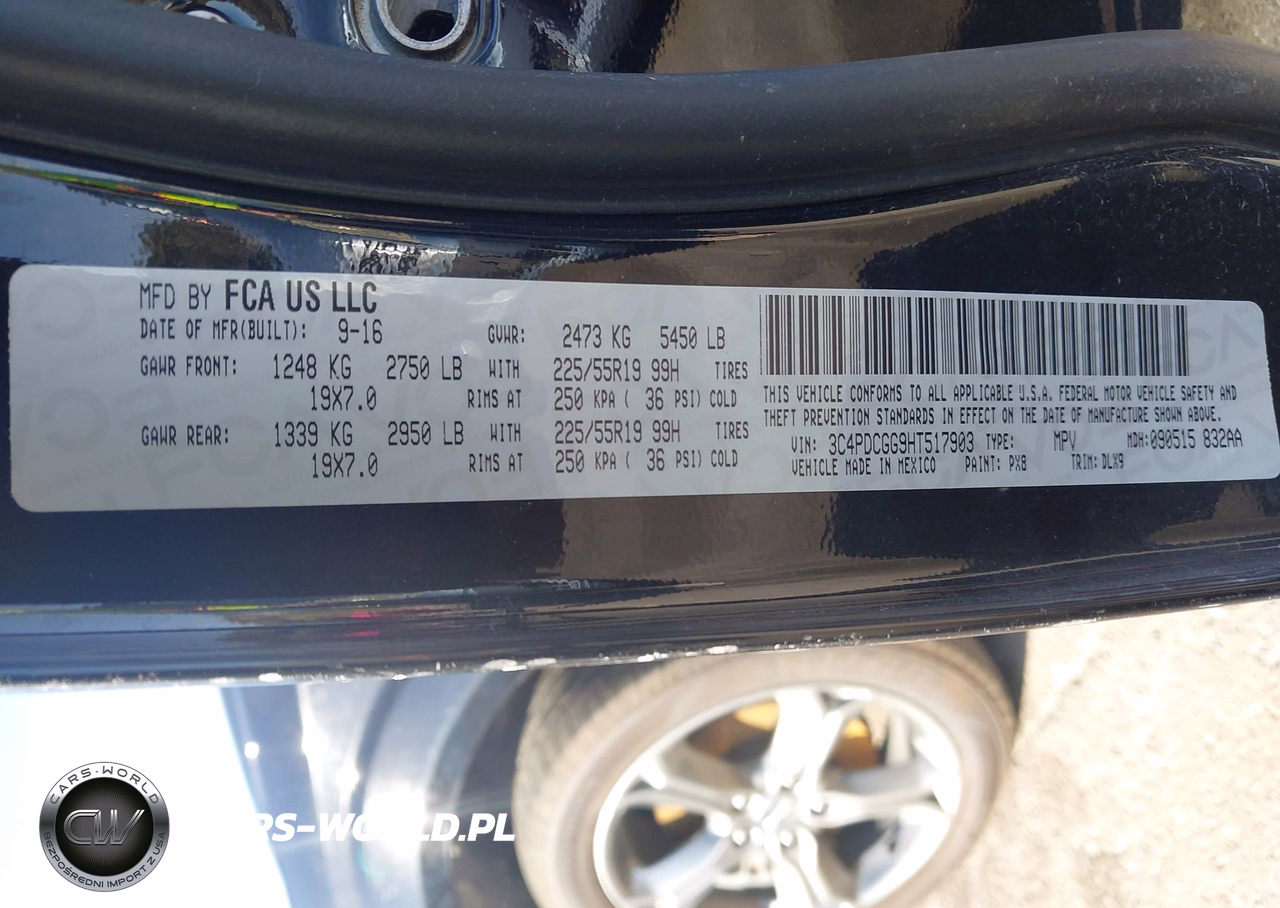 MFD BY FCA US LLC
DATE OF MFR(BUILT): 9-16 GVWR: 2473 KG 5450 LB
GAWR FRONT: 1248 KG 2750 LB WITH 225/55R19 99H TIRES
19X7.0 RIMS AT 250 KPA ( 36 PSI) COLD
GAWR REAR: 1339 KG 2950 LB WITH 225/55R19 99H TIRES
19X7.0 RIMS AT 250 KPA ( 36 PSI) COLD
THIS VEHICLE CONFORMS TO ALL APPLICABLE U.S.A. FEDERAL MOTOR VEHICLE SAFETY AND
THEFT PREVENTION STANDARDS IN EFFECT ON THE DATE OF MANUFACTURE SHOWN ABOVE.
VIN: 3C4PDCGG9HT517903 TYPE: MPV MDH: 090515 832AA
VEHICLE MADE IN MEXICO PAINT: PX8 TRIM: DLX9
CARS-WORLD
CW
BEZPOŚREDNI IMPORT Z USA
RS-WORLD.PL